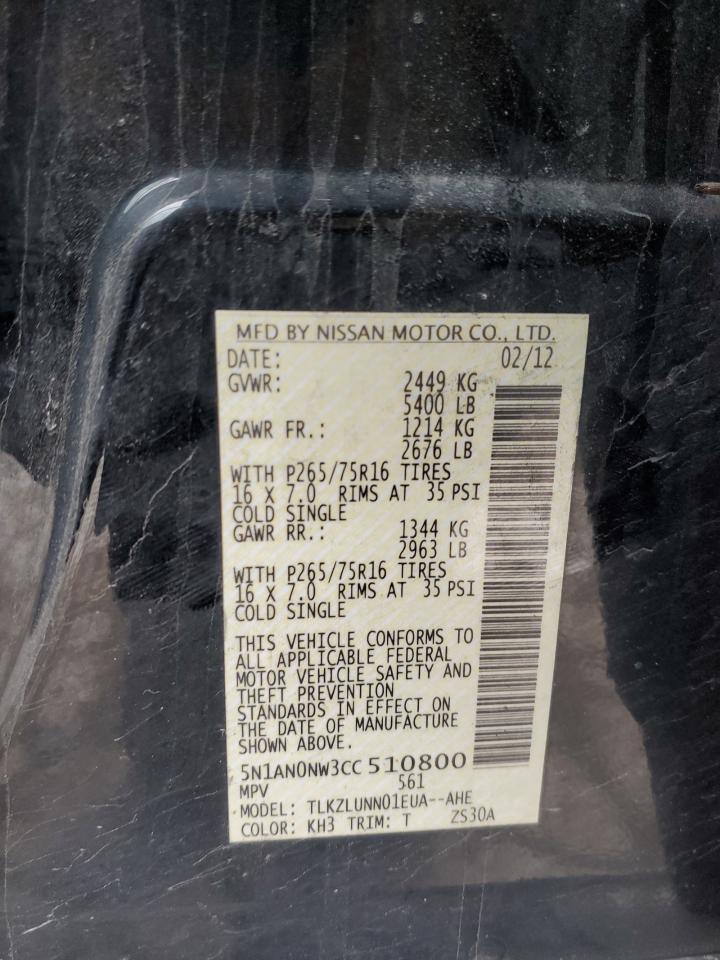 MFD BY NISSAN MOTOR CO., LTD.
DATE: 02/12
GVWR: 2449 KG
5400 LB
GAWR FR.: 1214 KG
2676 LB
WITH P265/75R16 TIRES
16 X 7.0 RIMS AT 35 PSI
COLD SINGLE
GAWR RR.: 1344 KG
2963 LB
WITH P265/75R16 TIRES
16 X 7.0 RIMS AT 35 PSI
COLD SINGLE
THIS VEHICLE CONFORMS TO
ALL APPLICABLE FEDERAL
MOTOR VEHICLE SAFETY AND
THEFT PREVENTION
STANDARDS IN EFFECT ON
THE DATE OF MANUFACTURE
SHOWN ABOVE.
5N1AN0NW3CC 510800
MPV 561
MODEL: TLKZLUNN01EUA--AHE
COLOR: KH3 TRIM: T ZS30A